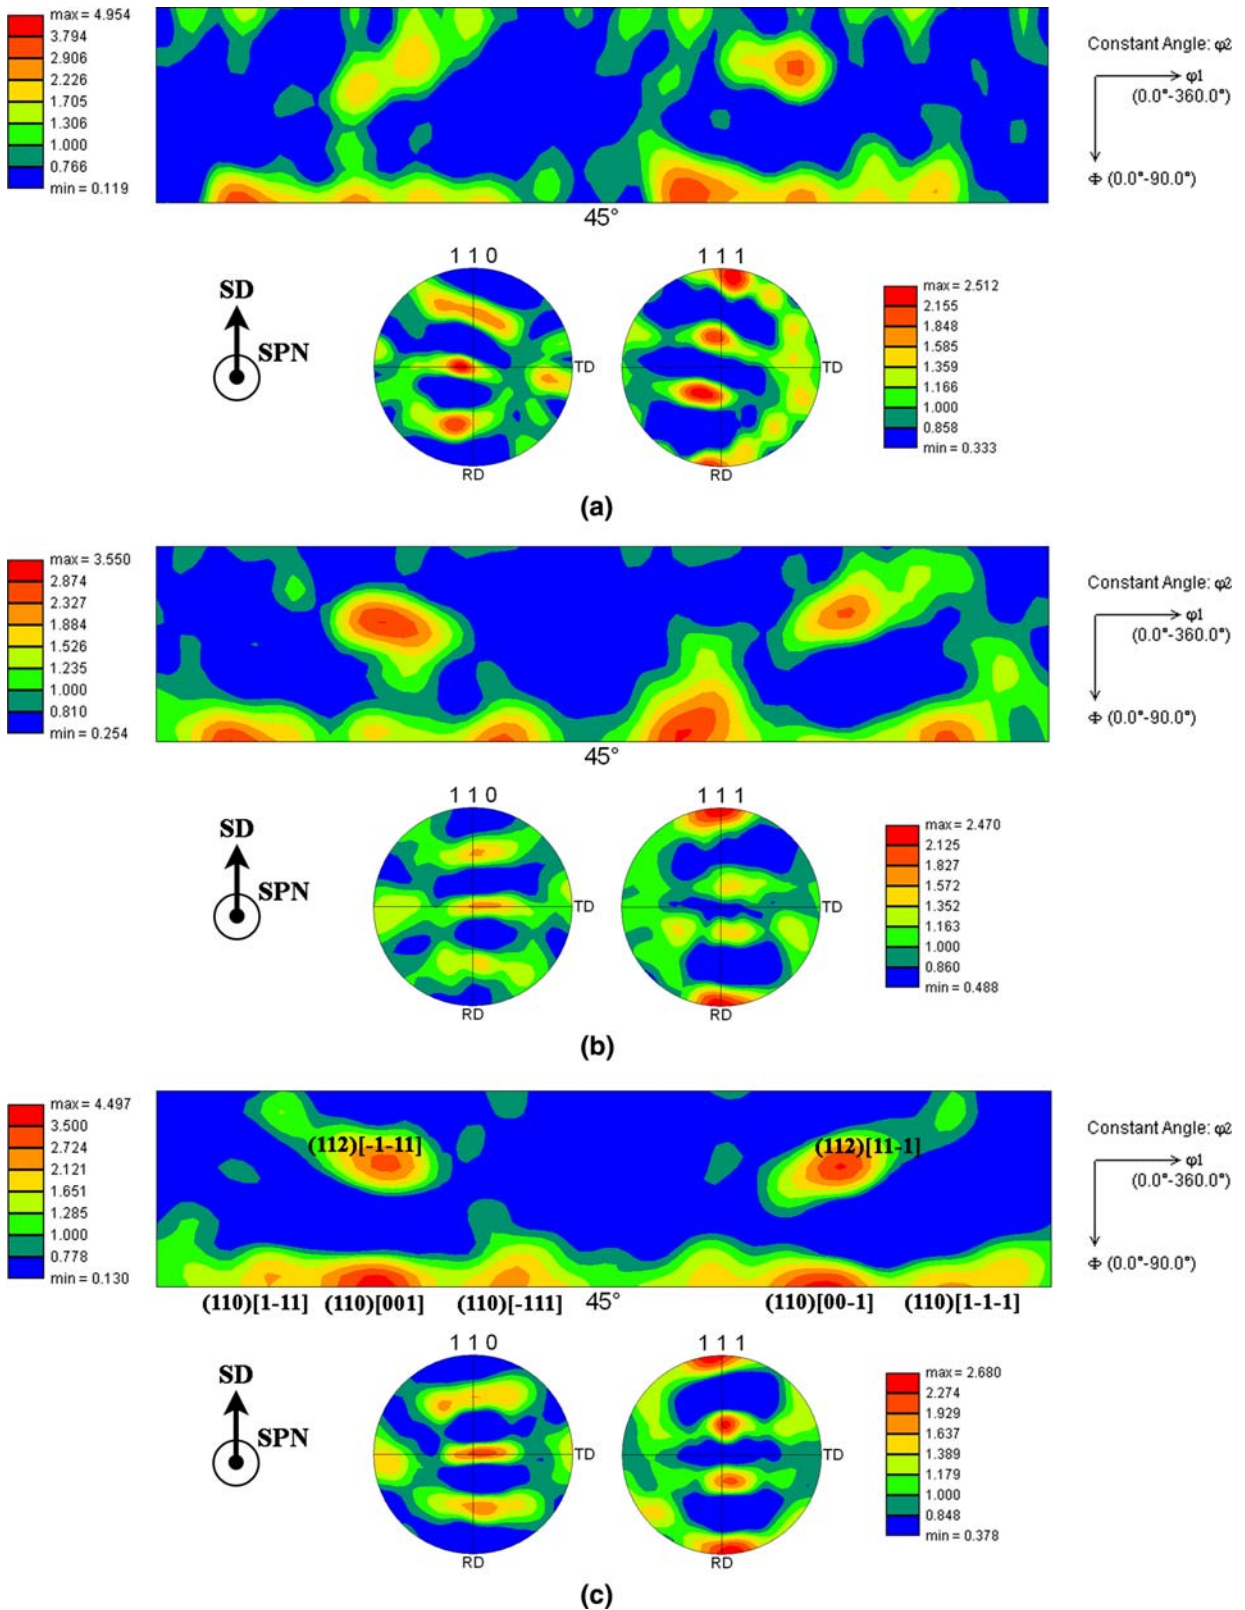 max = 4.954
3.794
2.906
2.226
1.705
1.306
1.000
0.766
min = 0.119
Constant Angle: φ2
φ1
(0.0°-360.0°)
Φ (0.0°-90.0°)
45°
SD
SPN
1 1 0
TD
RD
1 1 1
TD
RD
max = 2.512
2.155
1.848
1.585
1.359
1.166
1.000
0.858
min = 0.333
(a)
max = 3.550
2.874
2.327
1.884
1.526
1.235
1.000
0.810
min = 0.254
Constant Angle: φ2
φ1
(0.0°-360.0°)
Φ (0.0°-90.0°)
45°
SD
SPN
1 1 0
TD
RD
1 1 1
TD
RD
max = 2.470
2.125
1.827
1.572
1.352
1.163
1.000
0.860
min = 0.488
(b)
max = 4.497
3.500
2.724
2.121
1.651
1.285
1.000
0.778
min = 0.130
(112)[-1-11]
(112)[11-1]
Constant Angle: φ2
φ1
(0.0°-360.0°)
Φ (0.0°-90.0°)
(110)[1-11] (110)[001] (110)[-111] 45° (110)[00-1] (110)[1-1-1]
SD
SPN
1 1 0
TD
RD
1 1 1
TD
RD
max = 2.680
2.274
1.929
1.637
1.389
1.179
1.000
0.848
min = 0.378
(c)